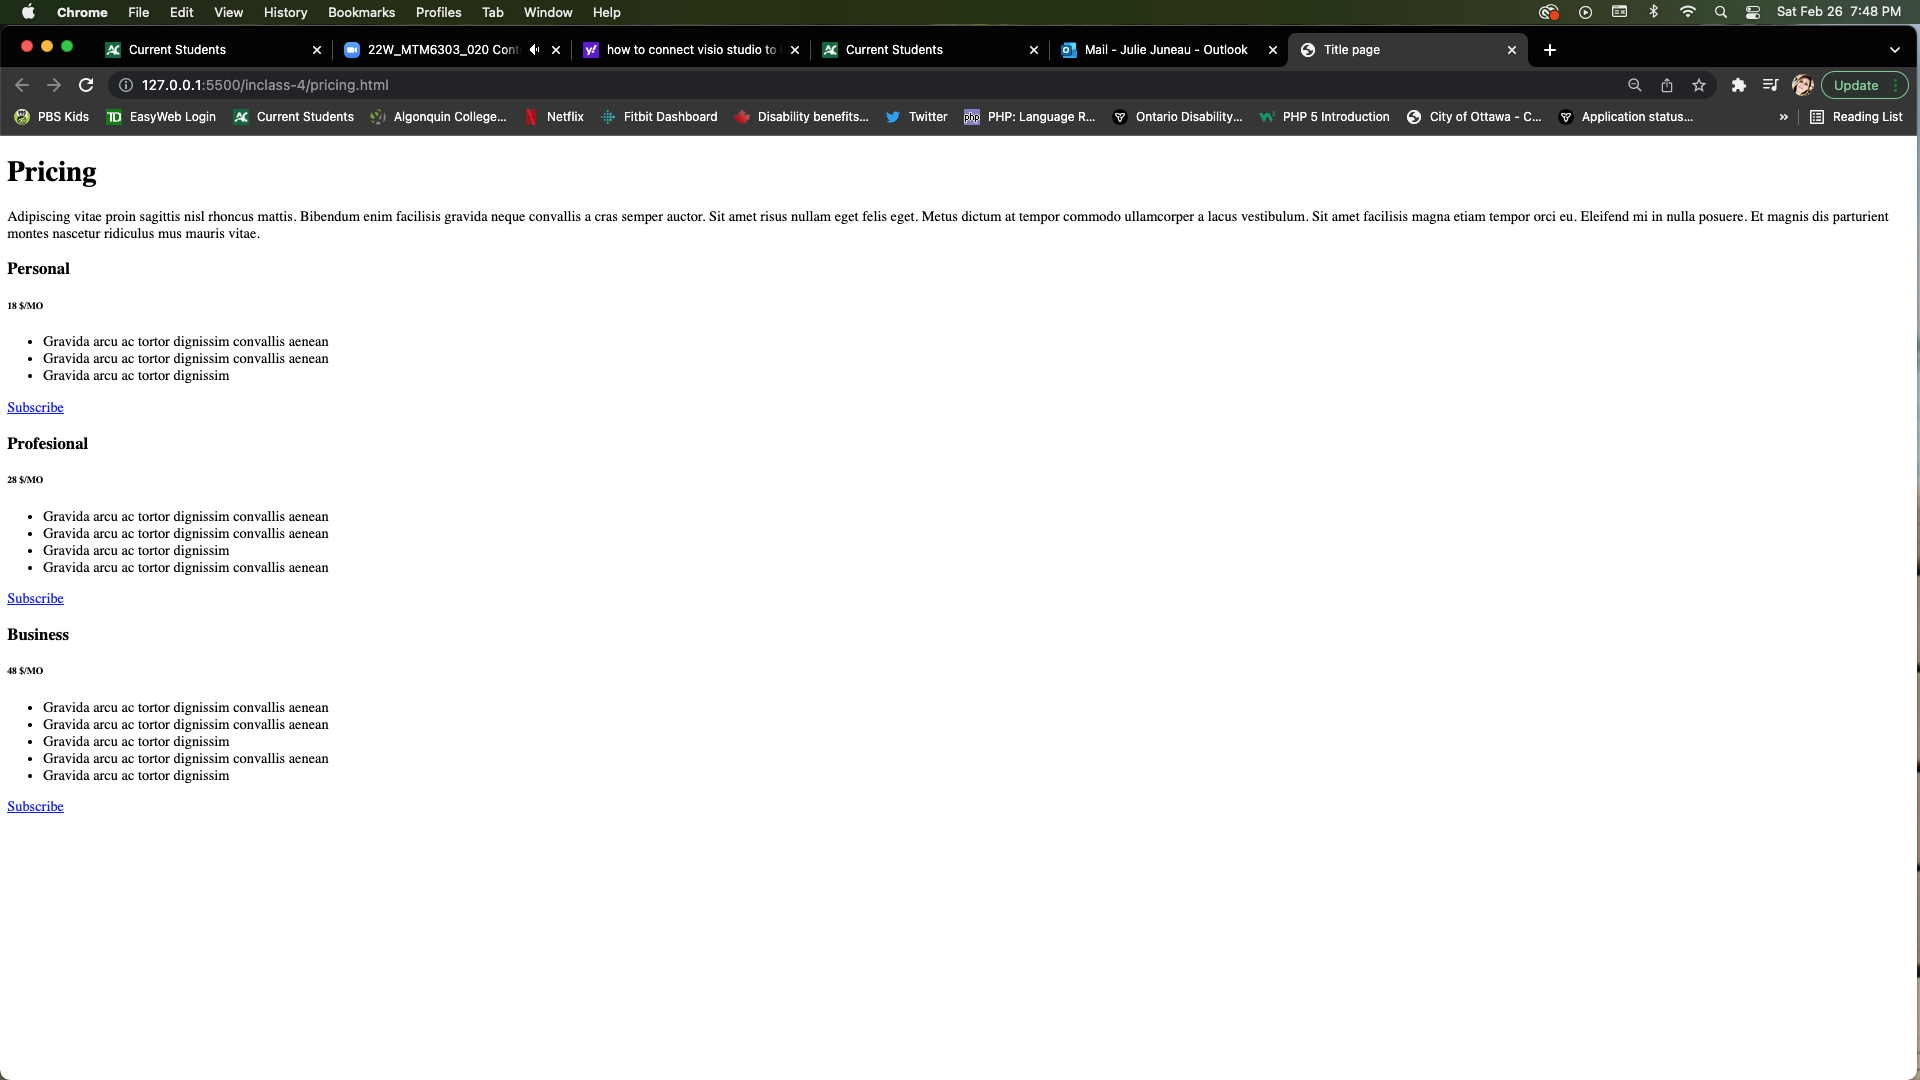 Chrome File Edit View History Bookmarks Profiles Tab Window Help Sat Feb 26 7:48 PM
Current Students 22W_MTM6303_020 Cont how to connect visio studio to Current Students Mail - Julie Juneau - Outlook Title page
127.0.0.1:5500/inclass-4/pricing.html Update
PBS Kids EasyWeb Login Current Students Algonquin College... Netflix Fitbit Dashboard Disability benefits... Twitter PHP: Language R... Ontario Disability... PHP 5 Introduction City of Ottawa - C... Application status... » Reading List
Pricing
Adipiscing vitae proin sagittis nisl rhoncus mattis. Bibendum enim facilisis gravida neque convallis a cras semper auctor. Sit amet risus nullam eget felis eget. Metus dictum at tempor commodo ullamcorper a lacus vestibulum. Sit amet facilisis magna etiam tempor orci eu. Eleifend mi in nulla posuere. Et magnis dis parturient
montes nascetur ridiculus mus mauris vitae.
Personal
18 $/MO
• Gravida arcu ac tortor dignissim convallis aenean
• Gravida arcu ac tortor dignissim convallis aenean
• Gravida arcu ac tortor dignissim
Subscribe
Profesional
28 $/MO
• Gravida arcu ac tortor dignissim convallis aenean
• Gravida arcu ac tortor dignissim convallis aenean
• Gravida arcu ac tortor dignissim
• Gravida arcu ac tortor dignissim convallis aenean
Subscribe
Business
48 $/MO
• Gravida arcu ac tortor dignissim convallis aenean
• Gravida arcu ac tortor dignissim convallis aenean
• Gravida arcu ac tortor dignissim
• Gravida arcu ac tortor dignissim convallis aenean
• Gravida arcu ac tortor dignissim
Subscribe